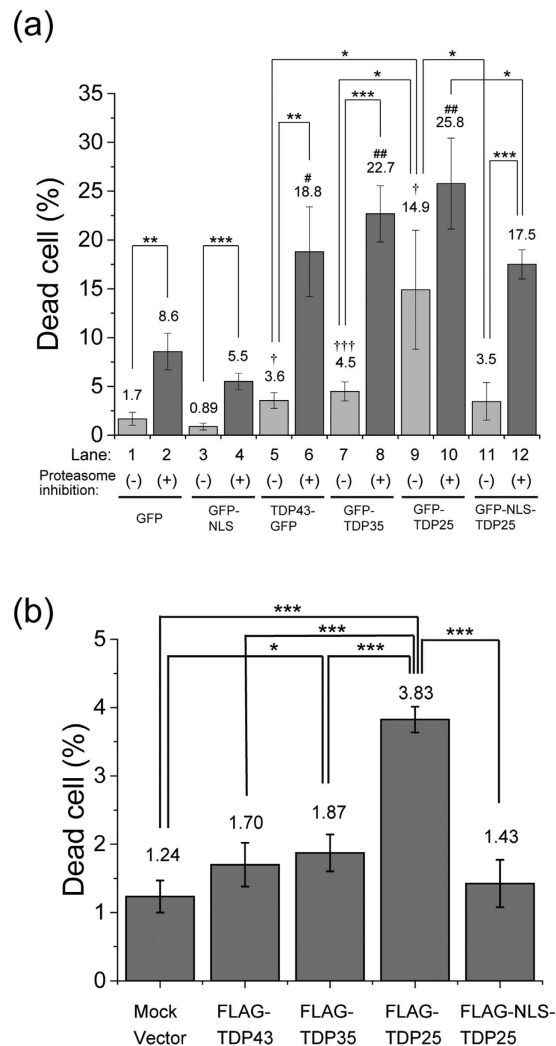 (a)
* * *
** *** ## *
# ## 25.8
** 18.8 22.7 † ***
14.9 17.5
** ***
8.6
††† 
5.5 † 4.5
3.6 3.5
1.7 0.89
Dead cell (%)
35
30
25
20
15
10
5
0
Lane: 1 2 3 4 5 6 7 8 9 10 11 12
Proteasome
inhibition: (-) (+) (-) (+) (-) (+) (-) (+) (-) (+) (-) (+)
GFP GFP- TDP43- GFP- GFP- GFP-NLS-
NLS GFP TDP35 TDP25 TDP25
(b)
***
***
* *** ***
3.83
1.70 1.87
1.24 1.43
Dead cell (%)
5
4
3
2
1
0
Mock FLAG- FLAG- FLAG- FLAG-NLS-
Vector TDP43 TDP35 TDP25 TDP25